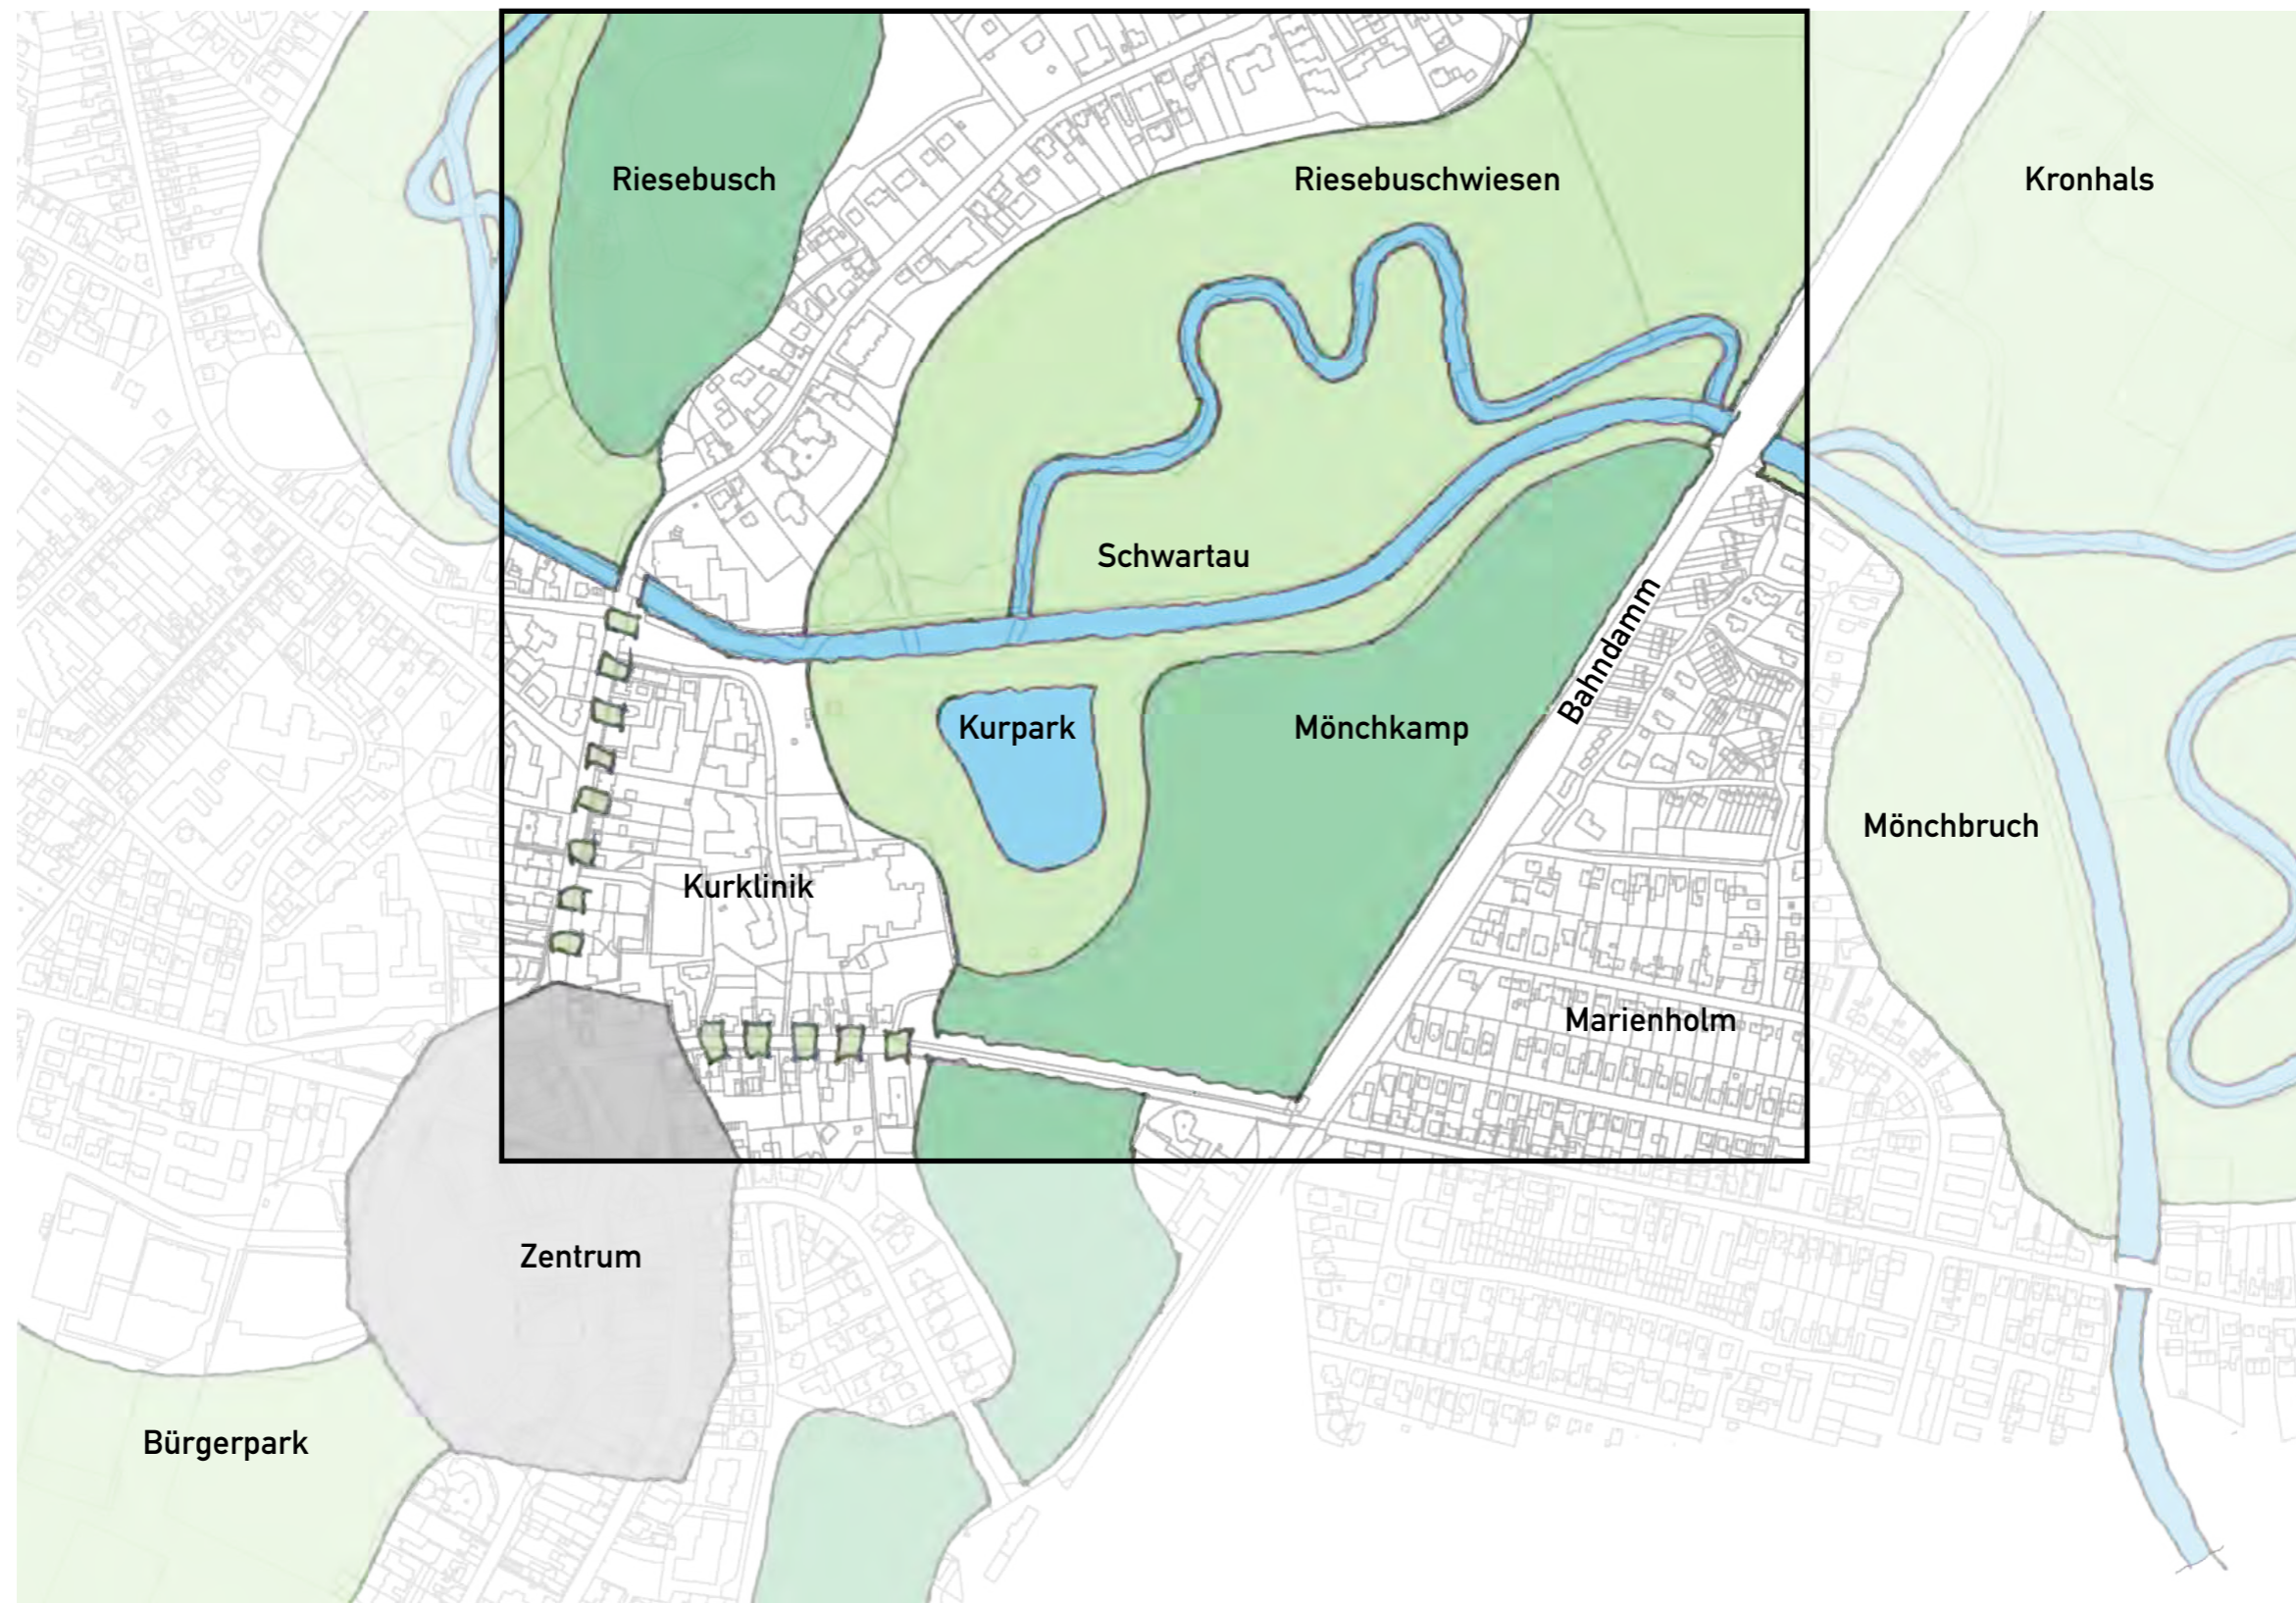 Riesebusch
Riesebuschwiesen
Kronhals
Schwartau
Bahndamm
Kurpark
Mönchkamp
Mönchbruch
Kurklinik
Marienholm
Zentrum
Bürgerpark